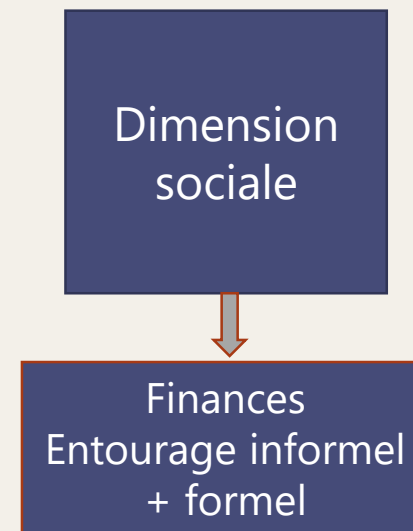 Dimension
sociale
Finances
Entourage informel
+ formel